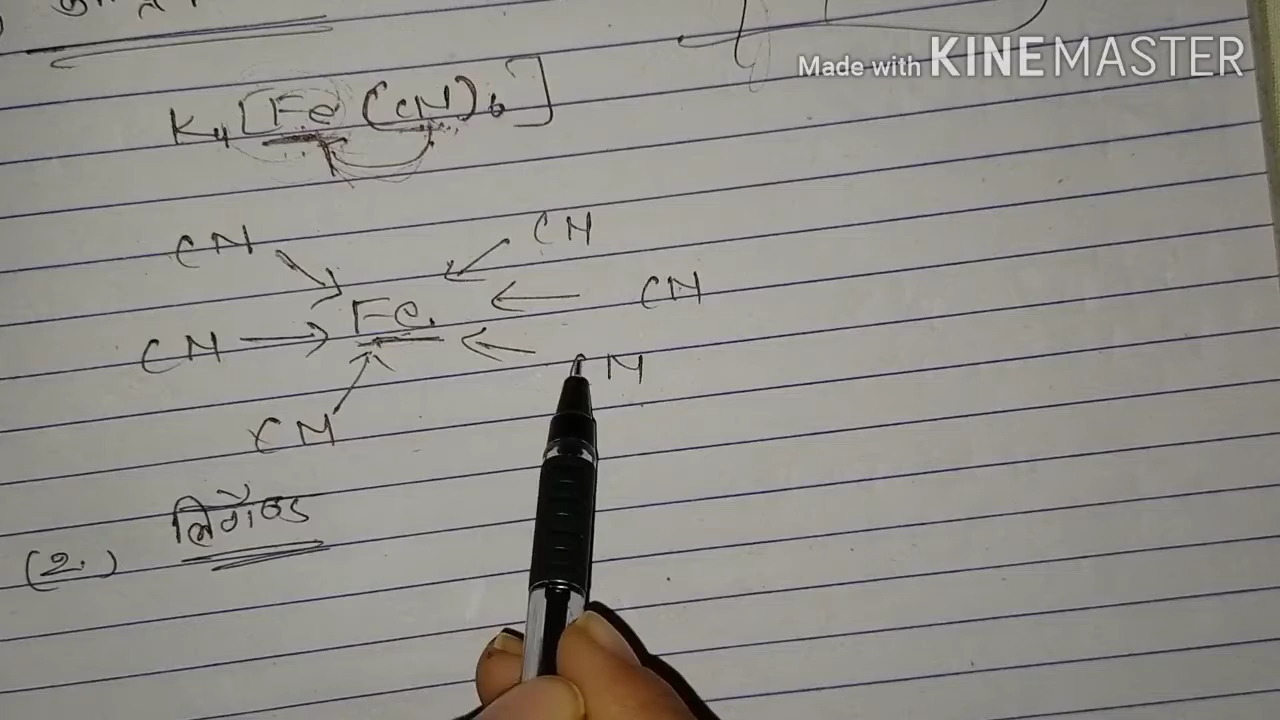 Made with KINEMASTER
K4[Fe(CN)6]
CN CN
Fe CN
CN CN
CN
(2.) लिगेंण्ड